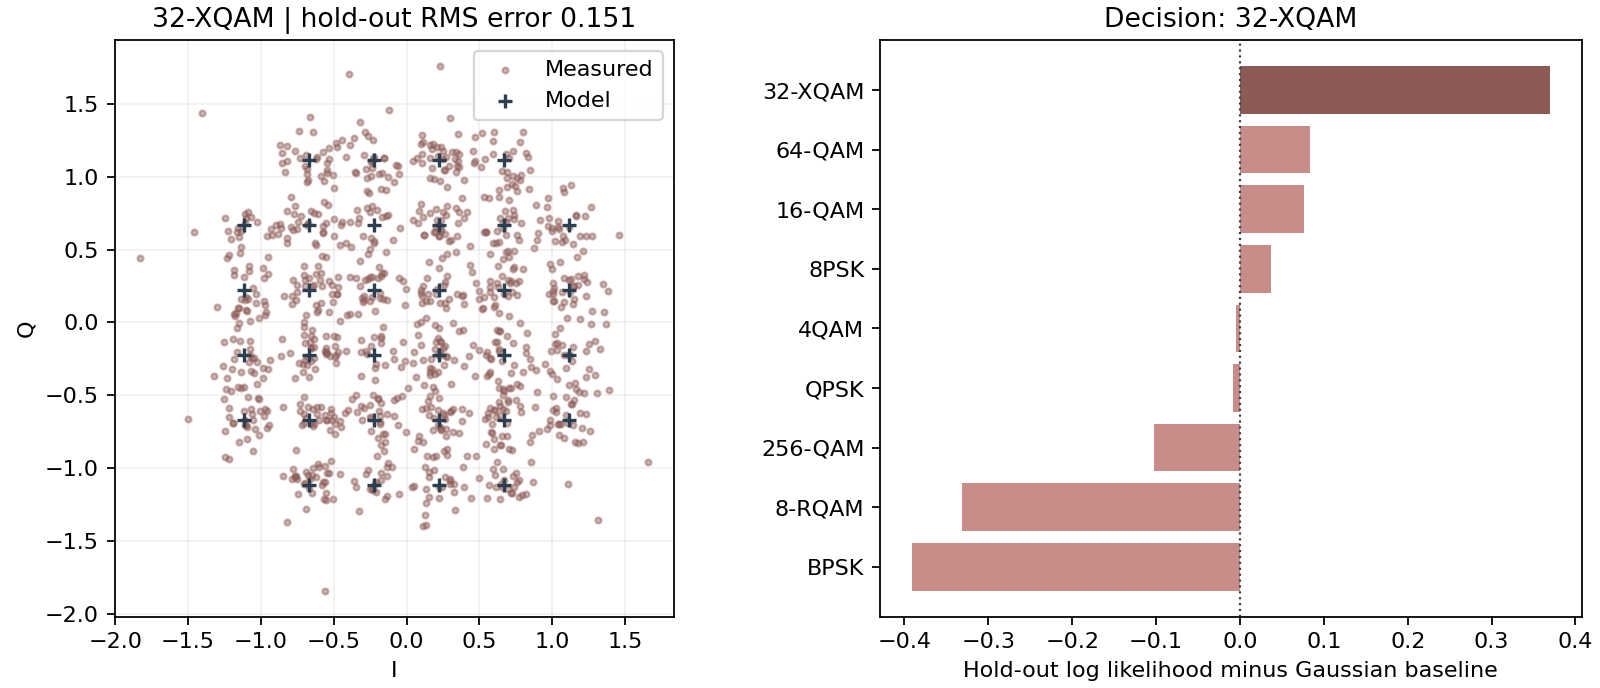 32-XQAM | hold-out RMS error 0.151
Measured
Model
1.5
1.0
0.5
0.0
−0.5
−1.0
−1.5
−2.0
Q
−2.0 −1.5 −1.0 −0.5 0.0 0.5 1.0 1.5
I
Decision: 32-XQAM
32-XQAM
64-QAM
16-QAM
8PSK
4QAM
QPSK
256-QAM
8-RQAM
BPSK
−0.4 −0.3 −0.2 −0.1 0.0 0.1 0.2 0.3 0.4
Hold-out log likelihood minus Gaussian baseline